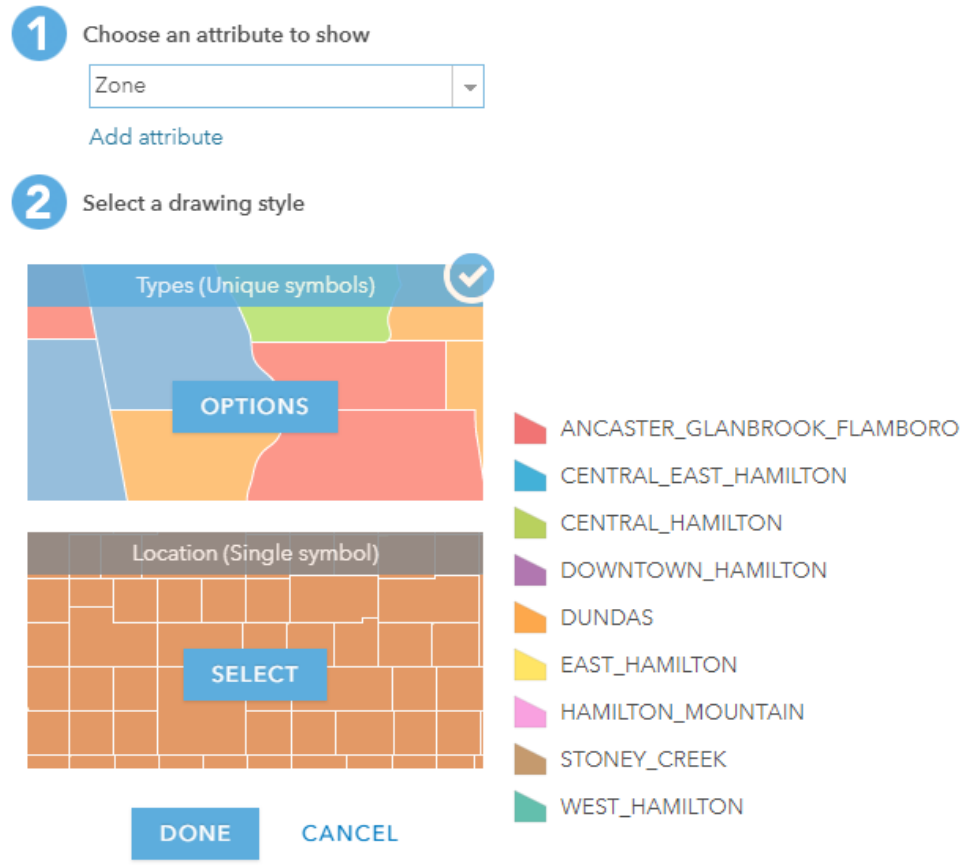 1 Choose an attribute to show
Zone
Add attribute
2 Select a drawing style
Types (Unique symbols)
OPTIONS
Location (Single symbol)
SELECT
DONE CANCEL
ANCASTER_GLANBROOK_FLAMBORO
CENTRAL_EAST_HAMILTON
CENTRAL_HAMILTON
DOWNTOWN_HAMILTON
DUNDAS
EAST_HAMILTON
HAMILTON_MOUNTAIN
STONEY_CREEK
WEST_HAMILTON